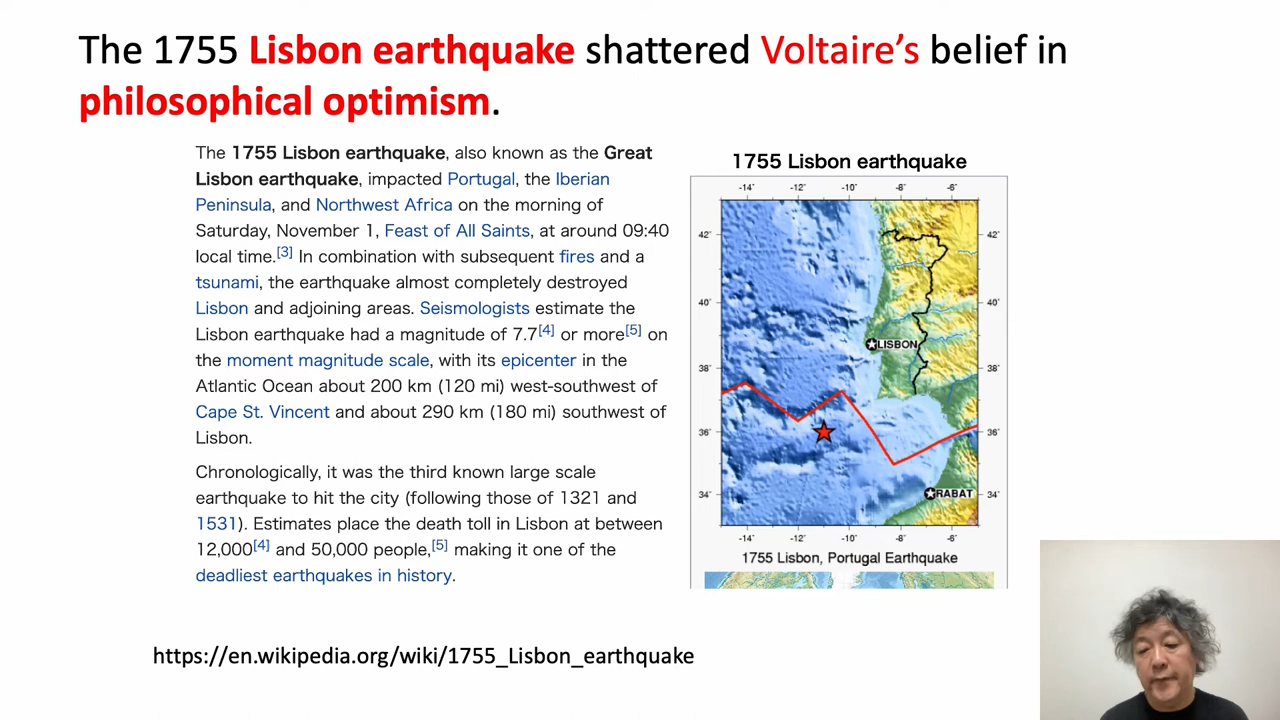 The 1755 Lisbon earthquake shattered Voltaire’s belief in
philosophical optimism.
The 1755 Lisbon earthquake, also known as the Great
Lisbon earthquake, impacted Portugal, the Iberian
Peninsula, and Northwest Africa on the morning of
Saturday, November 1, Feast of All Saints, at around 09:40
local time.[3] In combination with subsequent fires and a
tsunami, the earthquake almost completely destroyed
Lisbon and adjoining areas. Seismologists estimate the
Lisbon earthquake had a magnitude of 7.7[4] or more[5] on
the moment magnitude scale, with its epicenter in the
Atlantic Ocean about 200 km (120 mi) west-southwest of
Cape St. Vincent and about 290 km (180 mi) southwest of
Lisbon.
Chronologically, it was the third known large scale
earthquake to hit the city (following those of 1321 and
1531). Estimates place the death toll in Lisbon at between
12,000[4] and 50,000 people,[5] making it one of the
deadliest earthquakes in history.
1755 Lisbon earthquake
-14° -12° -10° -8° -6°
42° 42°
40° 40°
LISBON
38° 38°
36° 36°
34° RABAT 34°
-14° -12° -10° -8° -6°
1755 Lisbon, Portugal Earthquake
https://en.wikipedia.org/wiki/1755_Lisbon_earthquake